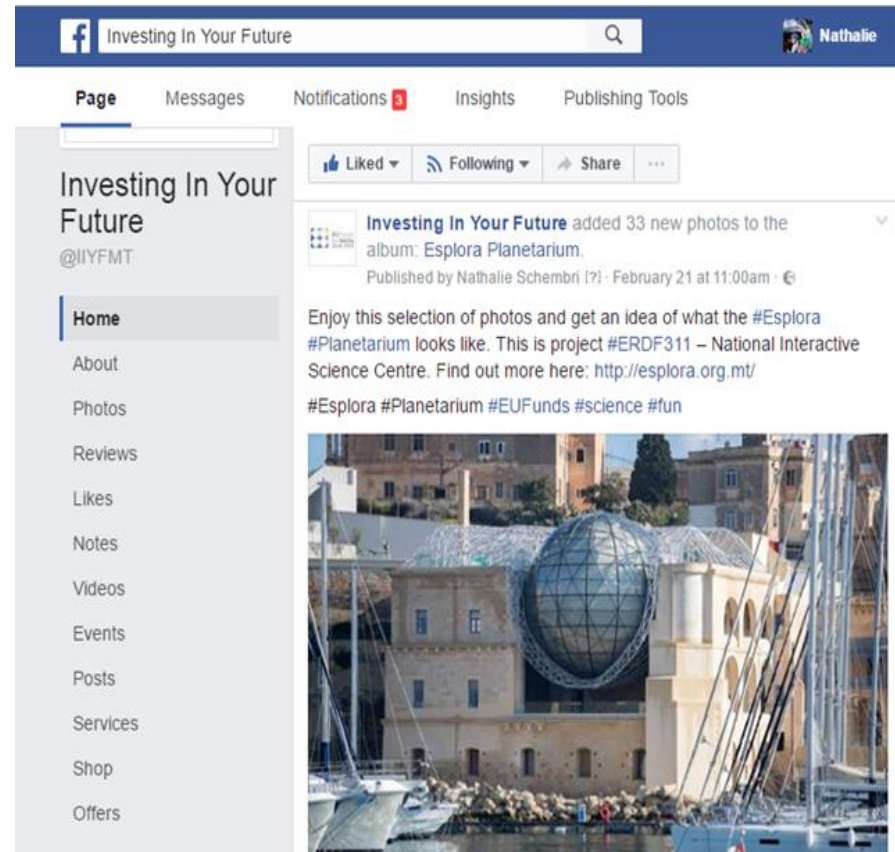 Investing In Your Future
Nathalie
Page Messages Notifications 3 Insights Publishing Tools
Liked Following Share
Investing In Your
Future
@IIYFMT
Home
About
Photos
Reviews
Likes
Notes
Videos
Events
Posts
Services
Shop
Offers
Investing In Your Future added 33 new photos to the
album: Esplora Planetarium.
Published by Nathalie Schembri [?] · February 21 at 11:00am ·
Enjoy this selection of photos and get an idea of what the #Esplora
#Planetarium looks like. This is project #ERDF311 – National Interactive
Science Centre. Find out more here: http://esplora.org.mt/
#Esplora #Planetarium #EUFunds #science #fun